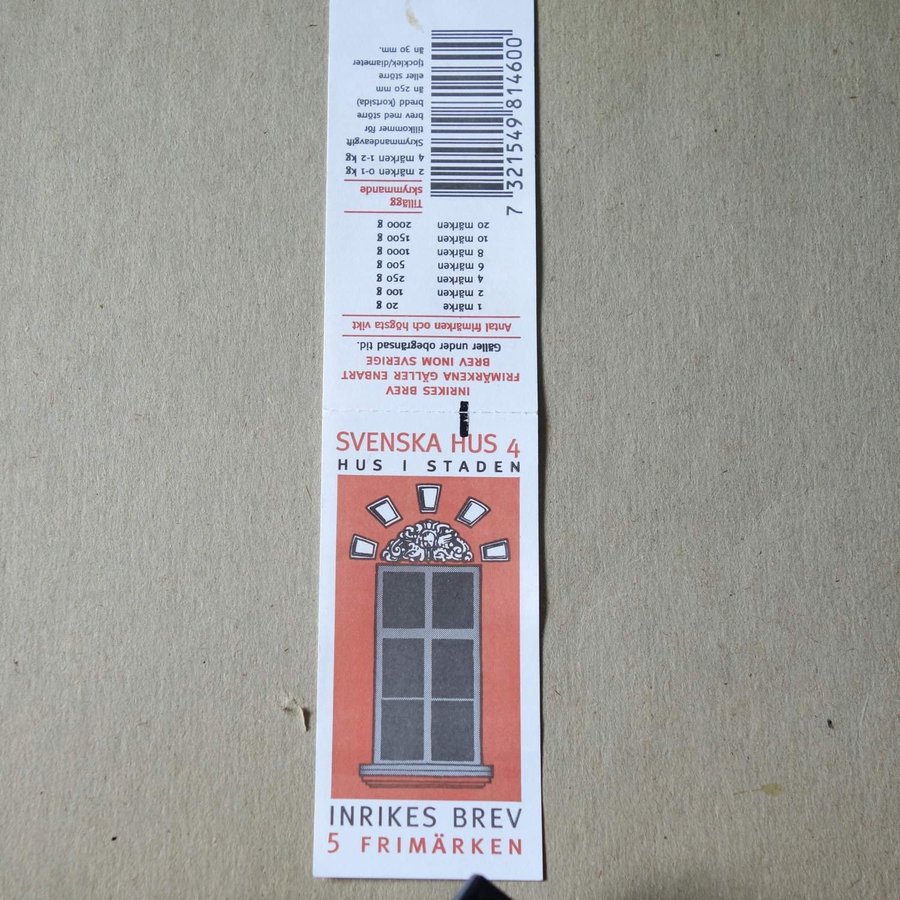 SVENSKA HUS 4
HUS I STADEN
INRIKES BREV
5 FRIMÄRKEN
INRIKES BREV
FRIMÄRKENA GÄLLER ENBART
BREV INOM SVERIGE
Gäller under obegränsad tid.
Antal frimärken och högsta vikt
1 märke 20 g
2 märken 100 g
4 märken 250 g
6 märken 500 g
8 märken 1000 g
10 märken 1500 g
20 märken 2000 g
Tillägg
skrymmande
2 märken 0-1 kg
4 märken 1-2 kg
Skrymmandeavgift
tillkommer för
brev med större
bredd (kortsida)
än 250 mm
eller större
tjocklek/diameter
än 30 mm.
7 321549 814600